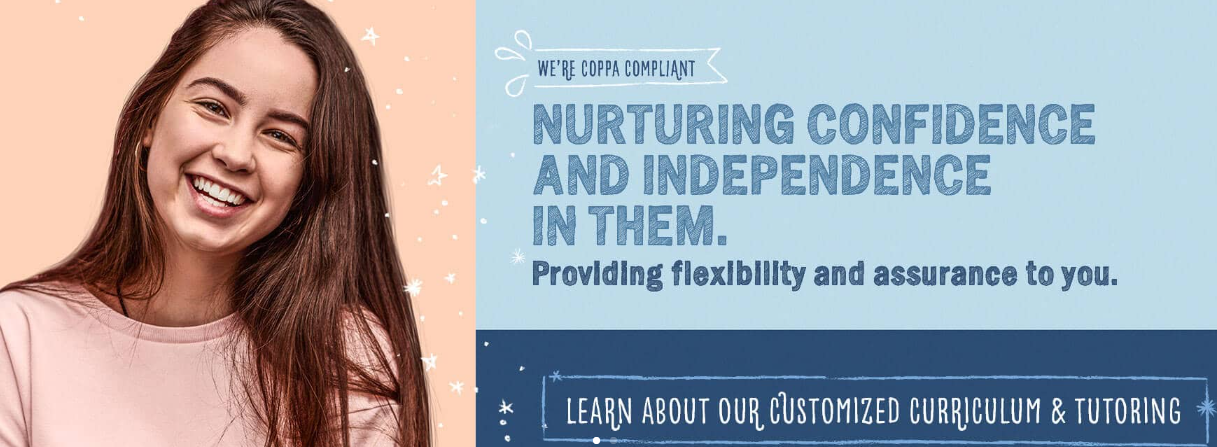 WE'RE COPPA COMPLIANT
NURTURING CONFIDENCE
AND INDEPENDENCE
IN THEM.
Providing flexibility and assurance to you.
LEARN ABOUT OUR CUSTOMIZED CURRICULUM & TUTORING